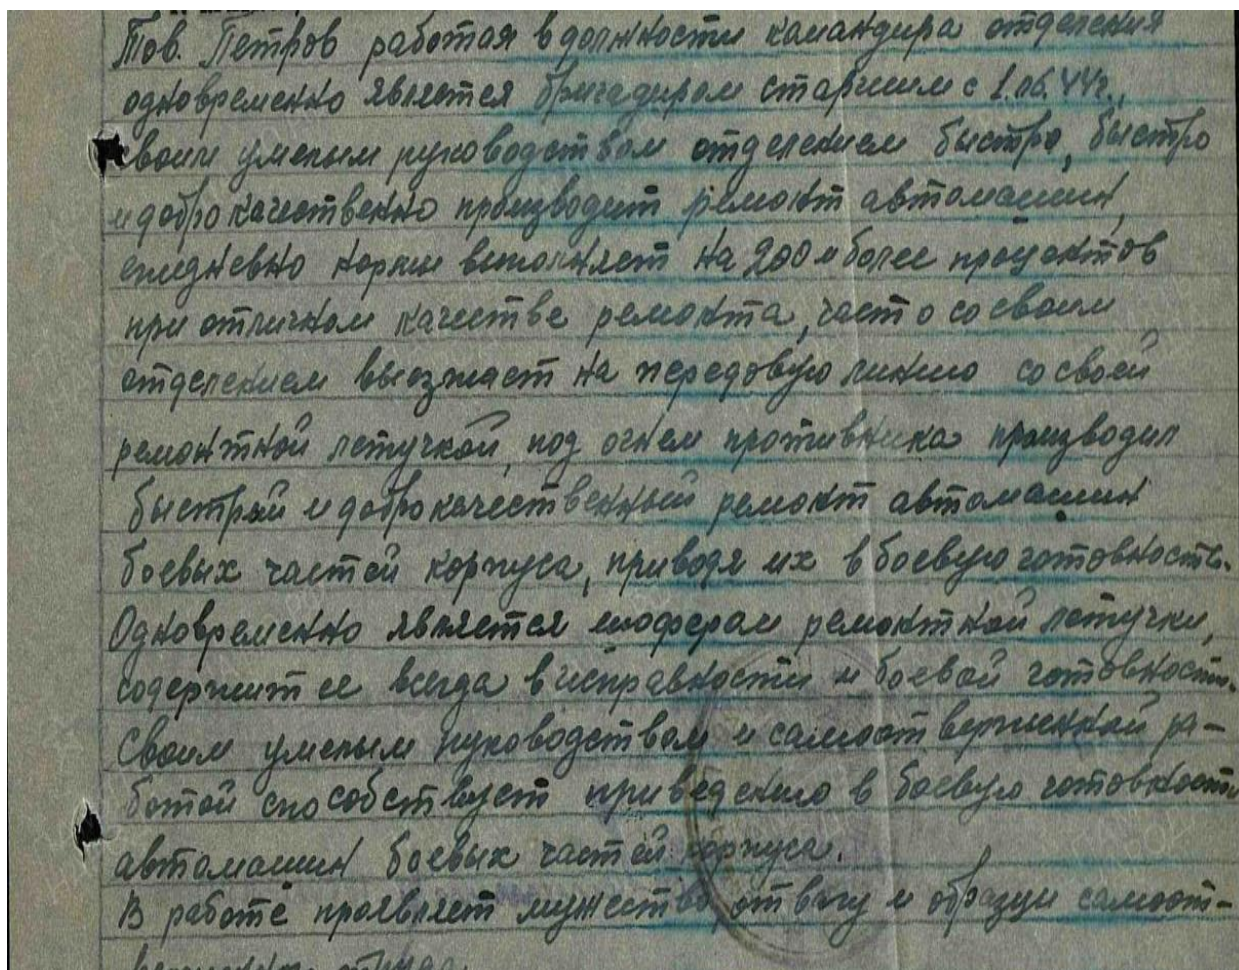 Тов. Петров работая в должности командира отделения
одновременно является бригадиром старшим с 1.06.44г.,
своим умелым руководством отделением быстро, быстро
и доброкачественно производит ремонт автомашин,
ежедневно нормы выполняет на 200 и более процентов
при отличном качестве ремонта, часто со своим
отделением выезжает на передовую линию со своей
ремонтной летучкой, под огнем противника производил
быстрый и доброкачественный ремонт автомашин
боевых частей корпуса, приводя их в боевую готовность.
Одновременно является шофером ремонтной летучки,
содержит ее всегда в исправности и боевой готовности.
Своим умелым руководством и самоотверженной ра-
ботой способствует приведению в боевую готовность
автомашин боевых частей корпуса.
В работе проявляет мужество, отвагу и образцы самоот-